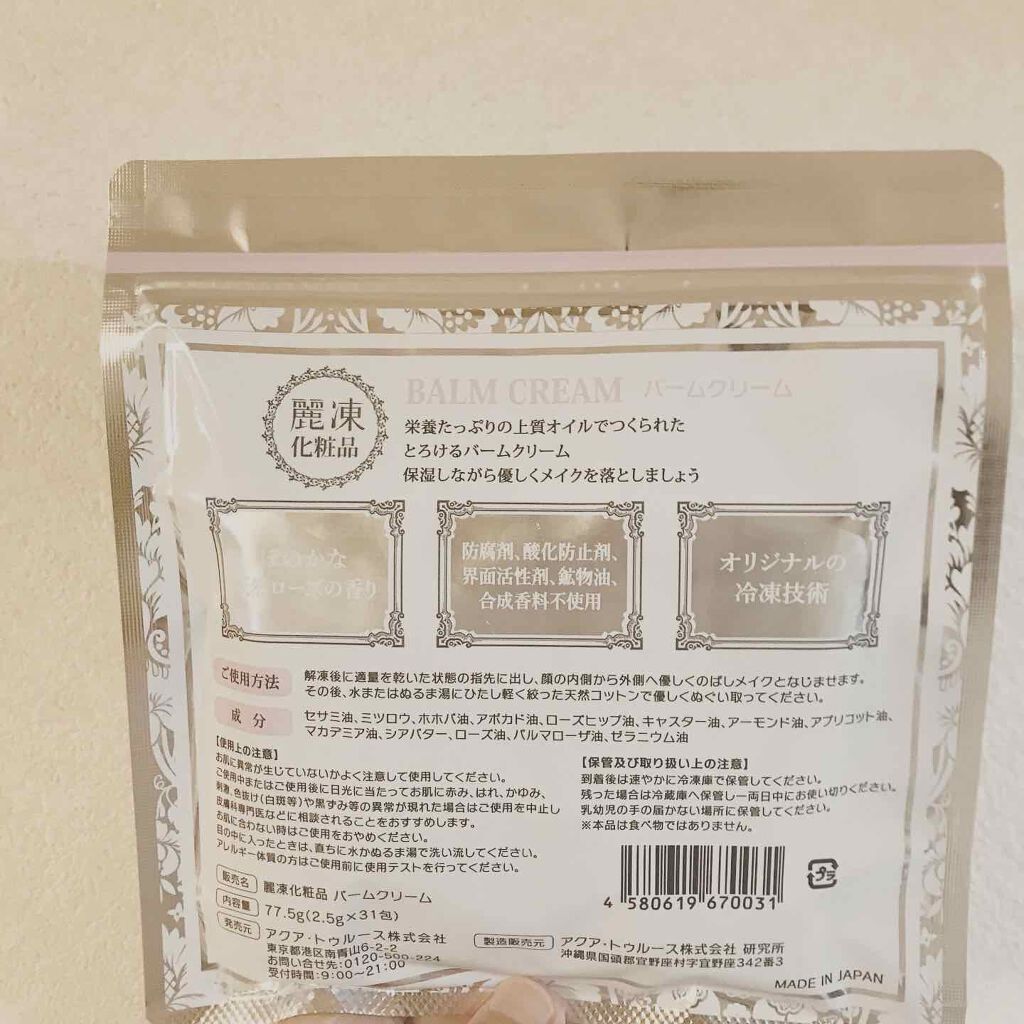 麗凍
化粧品
BALM CREAM バームクリーム
栄養たっぷりの上質オイルでつくられた
とろけるバームクリーム
保湿しながら優しくメイクを落としましょう
ローズの香り
防腐剤、酸化防止剤、
界面活性剤、鉱物油、
合成香料不使用
オリジナルの
冷凍技術
ご使用方法
解凍後に適量を乾いた状態の指先に出し、顔の内側から外側へ優しくのばしメイクとなじませます。
その後、水またはぬるま湯にひたし軽く絞った天然コットンで優しくぬぐい取ってください。
成分
セサミ油、ミツロウ、ホホバ油、アボカド油、ローズヒップ油、キャスター油、アーモンド油、アプリコット油、
マカデミア油、シアバター、ローズ油、パルマローザ油、ゼラニウム油
【使用上の注意】
お肌に異常が生じていないかよく注意して使用してください。
ご使用中またはご使用後に日光に当たってお肌に赤み、はれ、かゆみ、
刺激、色抜け(白斑等)や黒ずみ等の異常が現れた場合はご使用を中止し
皮膚科専門医などに相談されることをおすすめします。
お肌に合わない時はご使用をおやめください。
目の中に入ったときは、直ちに水かぬるま湯で洗い流してください。
アレルギー体質の方はご使用前に使用テストを行ってください。
【保管及び取り扱い上の注意】
到着後は速やかに冷凍庫で保管してください。
残った場合は冷蔵庫へ保管し一両日中にお使い切りください。
乳幼児の手の届かない場所に保管してください。
※本品は食べ物ではありません。
販売名 麗凍化粧品 バームクリーム
内容量 77.5g(2.5g×31包)
発売元 アクア・トゥルース株式会社
東京都港区南青山6-2-2
お問い合せ先:0120-500-224
受付時間:9:00~21:00
4 580619 670031
プラ
製造販売元 アクア・トゥルース株式会社 研究所
沖縄県国頭郡宜野座村字宜野座342番3
MADE IN JAPAN